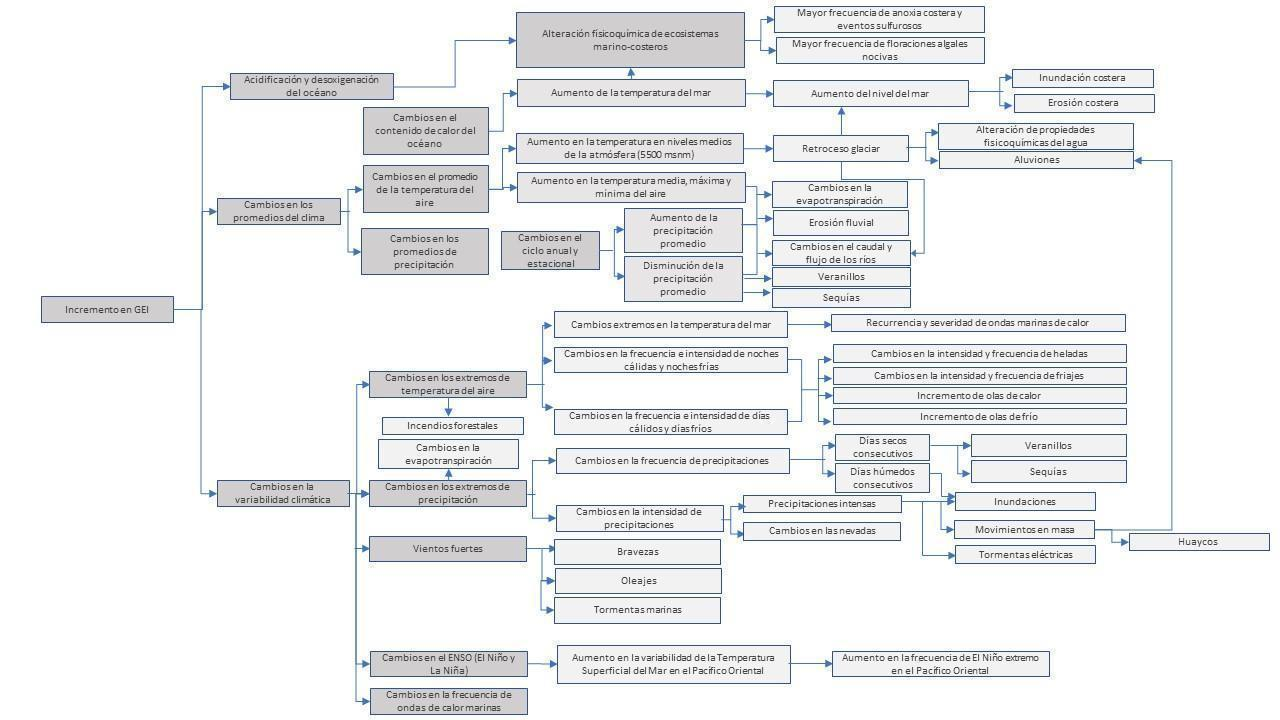 Incremento en GEI
Acidificación y desoxigenación
del océano
Cambios en los
promedios del clima
Cambios en la
variabilidad climática
Cambios en el
contenido de calor del
océano
Cambios en el promedio
de la temperatura del
aire
Cambios en los
promedios de
precipitación
Alteración fisicoquímica de ecosistemas
marino-costeros
Mayor frecuencia de anoxia costera y
eventos sulfurosos
Mayor frecuencia de floraciones algales
nocivas
Aumento de la temperatura del mar
Aumento del nivel del mar
Inundación costera
Erosión costera
Aumento en la temperatura en niveles medios
de la atmósfera (5500 msnm)
Retroceso glaciar
Alteración de propiedades
fisicoquímicas del agua
Aluviones
Aumento en la temperatura media, máxima y
mínima del aire
Cambios en el
ciclo anual y
estacional
Aumento de la
precipitación
promedio
Disminución de la
precipitación
promedio
Cambios en la
evapotranspiración
Erosión fluvial
Cambios en el caudal y
flujo de los ríos
Veranillos
Sequías
Cambios en los extremos de
temperatura del aire
Incendios forestales
Cambios en la
evapotranspiración
Cambios en los extremos de
precipitación
Vientos fuertes
Cambios en el ENSO (El Niño y
La Niña)
Cambios en la frecuencia de
ondas de calor marinas
Cambios extremos en la temperatura del mar
Recurrencia y severidad de ondas marinas de calor
Cambios en la frecuencia e intensidad de noches
cálidas y noches frías
Cambios en la frecuencia e intensidad de días
cálidos y días fríos
Cambios en la intensidad y frecuencia de heladas
Cambios en la intensidad y frecuencia de friajes
Incremento de olas de calor
Incremento de olas de frío
Cambios en la frecuencia de precipitaciones
Días secos
consecutivos
Días húmedos
consecutivos
Veranillos
Sequías
Cambios en la intensidad de
precipitaciones
Precipitaciones intensas
Cambios en las nevadas
Inundaciones
Movimientos en masa
Tormentas eléctricas
Huaycos
Bravezas
Oleajes
Tormentas marinas
Aumento en la variabilidad de la Temperatura
Superficial del Mar en el Pacífico Oriental
Aumento en la frecuencia de El Niño extremo
en el Pacífico Oriental